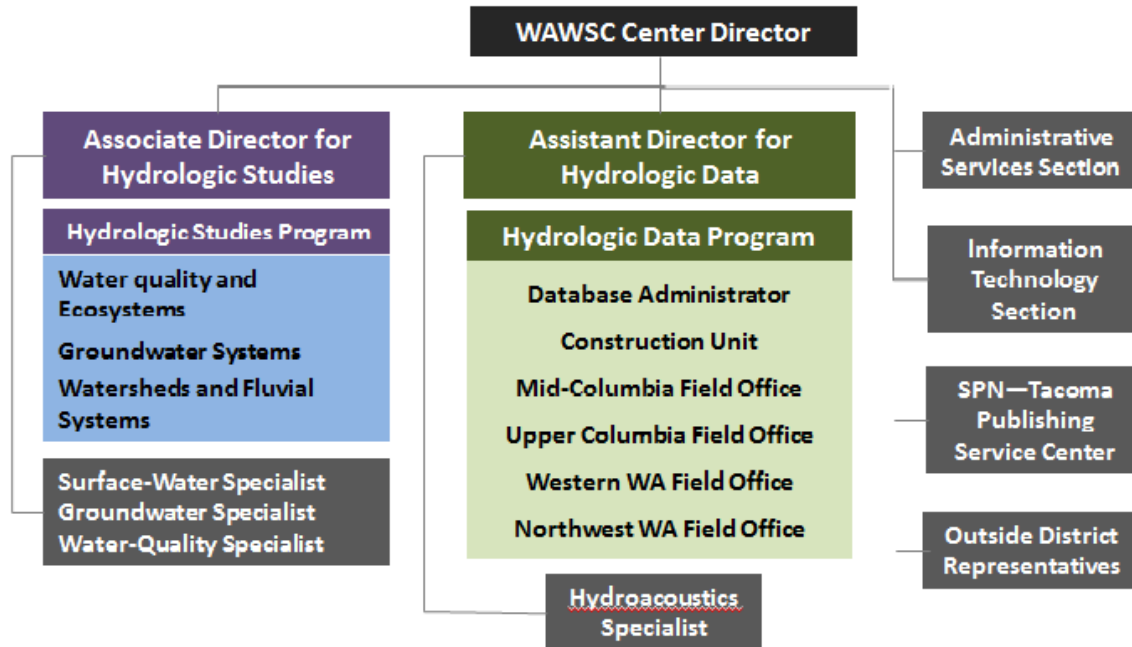 WAWSC Center Director
Associate Director for
Hydrologic Studies
Hydrologic Studies Program
Water quality and
Ecosystems
Groundwater Systems
Watersheds and Fluvial
Systems
Surface-Water Specialist
Groundwater Specialist
Water-Quality Specialist
Assistant Director for
Hydrologic Data
Hydrologic Data Program
Database Administrator
Construction Unit
Mid-Columbia Field Office
Upper Columbia Field Office
Western WA Field Office
Northwest WA Field Office
Hydroacoustics
Specialist
Administrative
Services Section
Information
Technology
Section
SPN—Tacoma
Publishing
Service Center
Outside District
Representatives